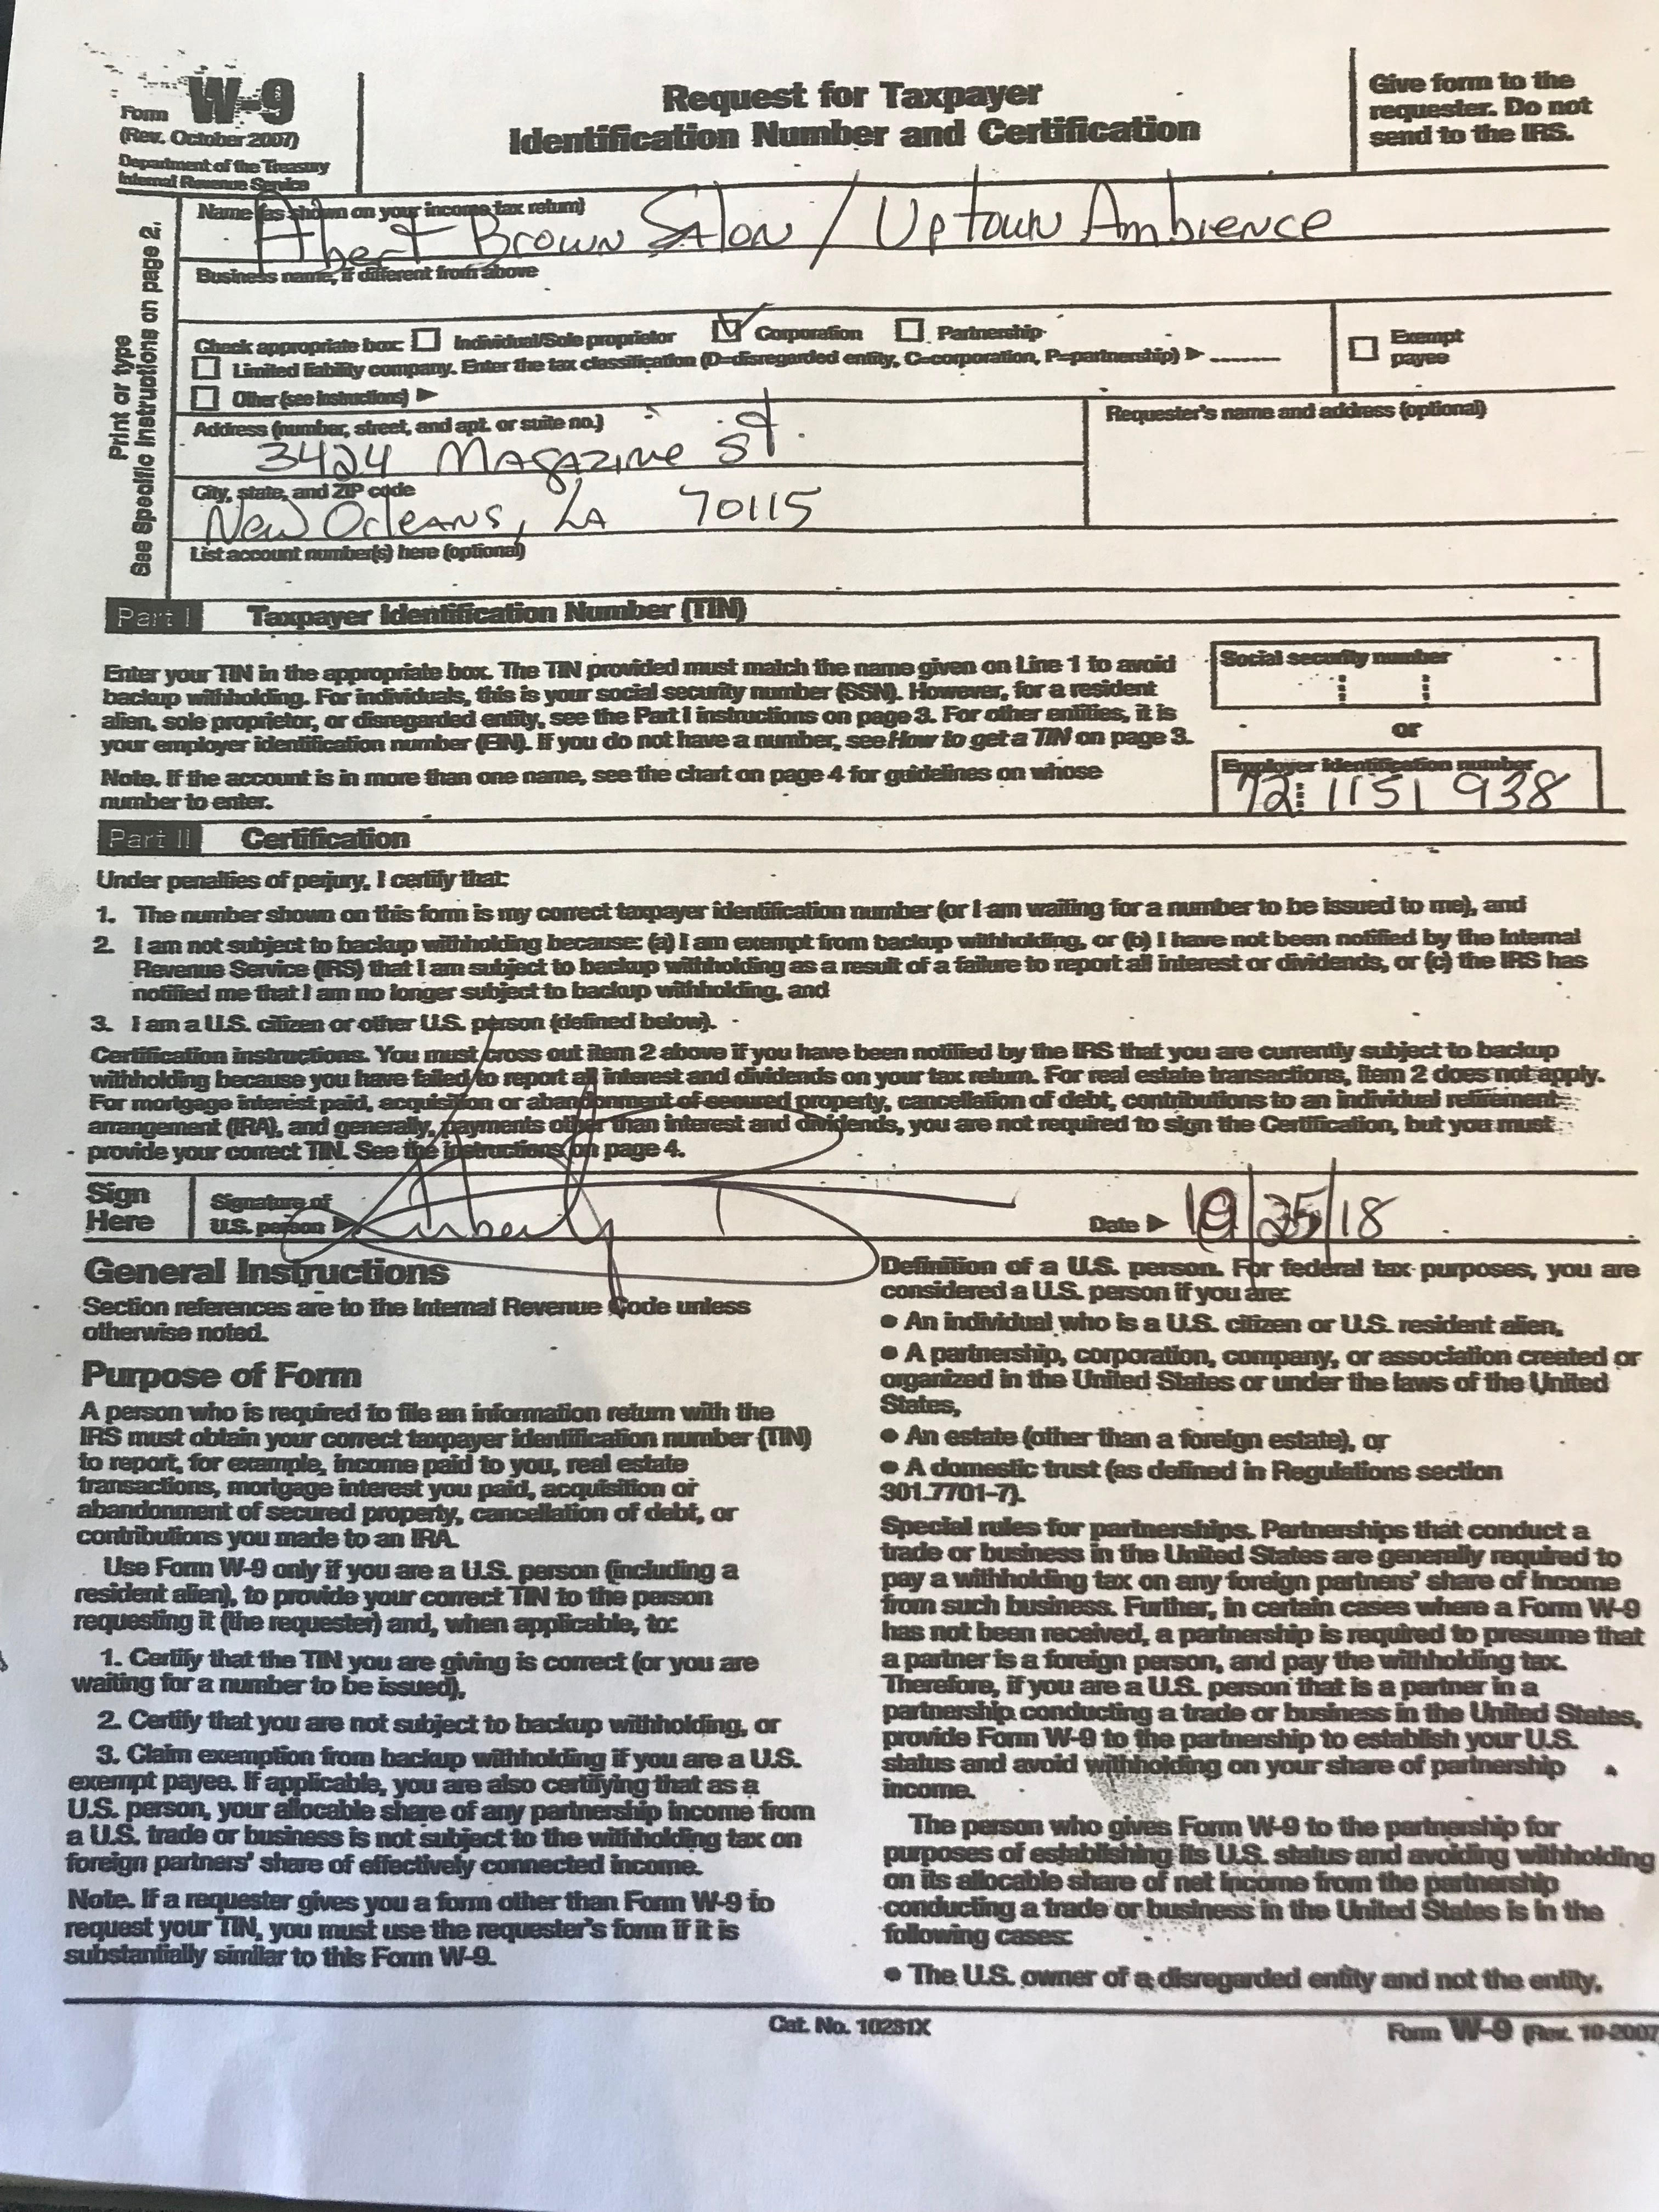 Form W-9
(Rev. October 2007)
Department of the Treasury
Internal Revenue Service
Request for Taxpayer
Identification Number and Certification
Give form to the
requester. Do not
send to the IRS.
Print or type
See Specific Instructions on page 2.
Name (as shown on your income tax return)
Albert Brown Salon / Uptown Ambience
Business name, if different from above
Check appropriate box: Individual/Sole proprietor Corporation Partnership
Limited liability company. Enter the tax classification (D=disregarded entity, C=corporation, P=partnership) ▶ .......
Other (see instructions) ▶
Exempt
payee
Address (number, street, and apt. or suite no.)
3424 Magazine St.
Requester's name and address (optional)
City, state, and ZIP code
New Orleans, LA 70115
List account number(s) here (optional)
Part I Taxpayer Identification Number (TIN)
Enter your TIN in the appropriate box. The TIN provided must match the name given on Line 1 to avoid
backup withholding. For individuals, this is your social security number (SSN). However, for a resident
alien, sole proprietor, or disregarded entity, see the Part I instructions on page 3. For other entities, it is
your employer identification number (EIN). If you do not have a number, see How to get a TIN on page 3.
Note. If the account is in more than one name, see the chart on page 4 for guidelines on whose
number to enter.
Social security number
or
Employer identification number
72 1151938
Part II Certification
Under penalties of perjury, I certify that:
1. The number shown on this form is my correct taxpayer identification number (or I am waiting for a number to be issued to me), and
2. I am not subject to backup withholding because: (a) I am exempt from backup withholding, or (b) I have not been notified by the Internal
Revenue Service (IRS) that I am subject to backup withholding as a result of a failure to report all interest or dividends, or (c) the IRS has
notified me that I am no longer subject to backup withholding, and
3. I am a U.S. citizen or other U.S. person (defined below).
Certification instructions. You must cross out item 2 above if you have been notified by the IRS that you are currently subject to backup
withholding because you have failed to report all interest and dividends on your tax return. For real estate transactions, item 2 does not apply.
For mortgage interest paid, acquisition or abandonment of secured property, cancellation of debt, contributions to an individual retirement
arrangement (IRA), and generally, payments other than interest and dividends, you are not required to sign the Certification, but you must
provide your correct TIN. See the instructions on page 4.
Sign
Here
Signature of
U.S. person ▶
Date ▶ 10/25/18
General Instructions
Section references are to the Internal Revenue Code unless
otherwise noted.
Purpose of Form
A person who is required to file an information return with the
IRS must obtain your correct taxpayer identification number (TIN)
to report, for example, income paid to you, real estate
transactions, mortgage interest you paid, acquisition or
abandonment of secured property, cancellation of debt, or
contributions you made to an IRA.
Use Form W-9 only if you are a U.S. person (including a
resident alien), to provide your correct TIN to the person
requesting it (the requester) and, when applicable, to:
1. Certify that the TIN you are giving is correct (or you are
waiting for a number to be issued),
2. Certify that you are not subject to backup withholding, or
3. Claim exemption from backup withholding if you are a U.S.
exempt payee. If applicable, you are also certifying that as a
U.S. person, your allocable share of any partnership income from
a U.S. trade or business is not subject to the withholding tax on
foreign partners' share of effectively connected income.
Note. If a requester gives you a form other than Form W-9 to
request your TIN, you must use the requester's form if it is
substantially similar to this Form W-9.
Definition of a U.S. person. For federal tax purposes, you are
considered a U.S. person if you are:
● An individual who is a U.S. citizen or U.S. resident alien,
● A partnership, corporation, company, or association created or
organized in the United States or under the laws of the United
States,
● An estate (other than a foreign estate), or
● A domestic trust (as defined in Regulations section
301.7701-7).
Special rules for partnerships. Partnerships that conduct a
trade or business in the United States are generally required to
pay a withholding tax on any foreign partners' share of income
from such business. Further, in certain cases where a Form W-9
has not been received, a partnership is required to presume that
a partner is a foreign person, and pay the withholding tax.
Therefore, if you are a U.S. person that is a partner in a
partnership conducting a trade or business in the United States,
provide Form W-9 to the partnership to establish your U.S.
status and avoid withholding on your share of partnership
income.
The person who gives Form W-9 to the partnership for
purposes of establishing its U.S. status and avoiding withholding
on its allocable share of net income from the partnership
conducting a trade or business in the United States is in the
following cases:
● The U.S. owner of a disregarded entity and not the entity,
Cat. No. 10231X
Form W-9 (Rev. 10-2007